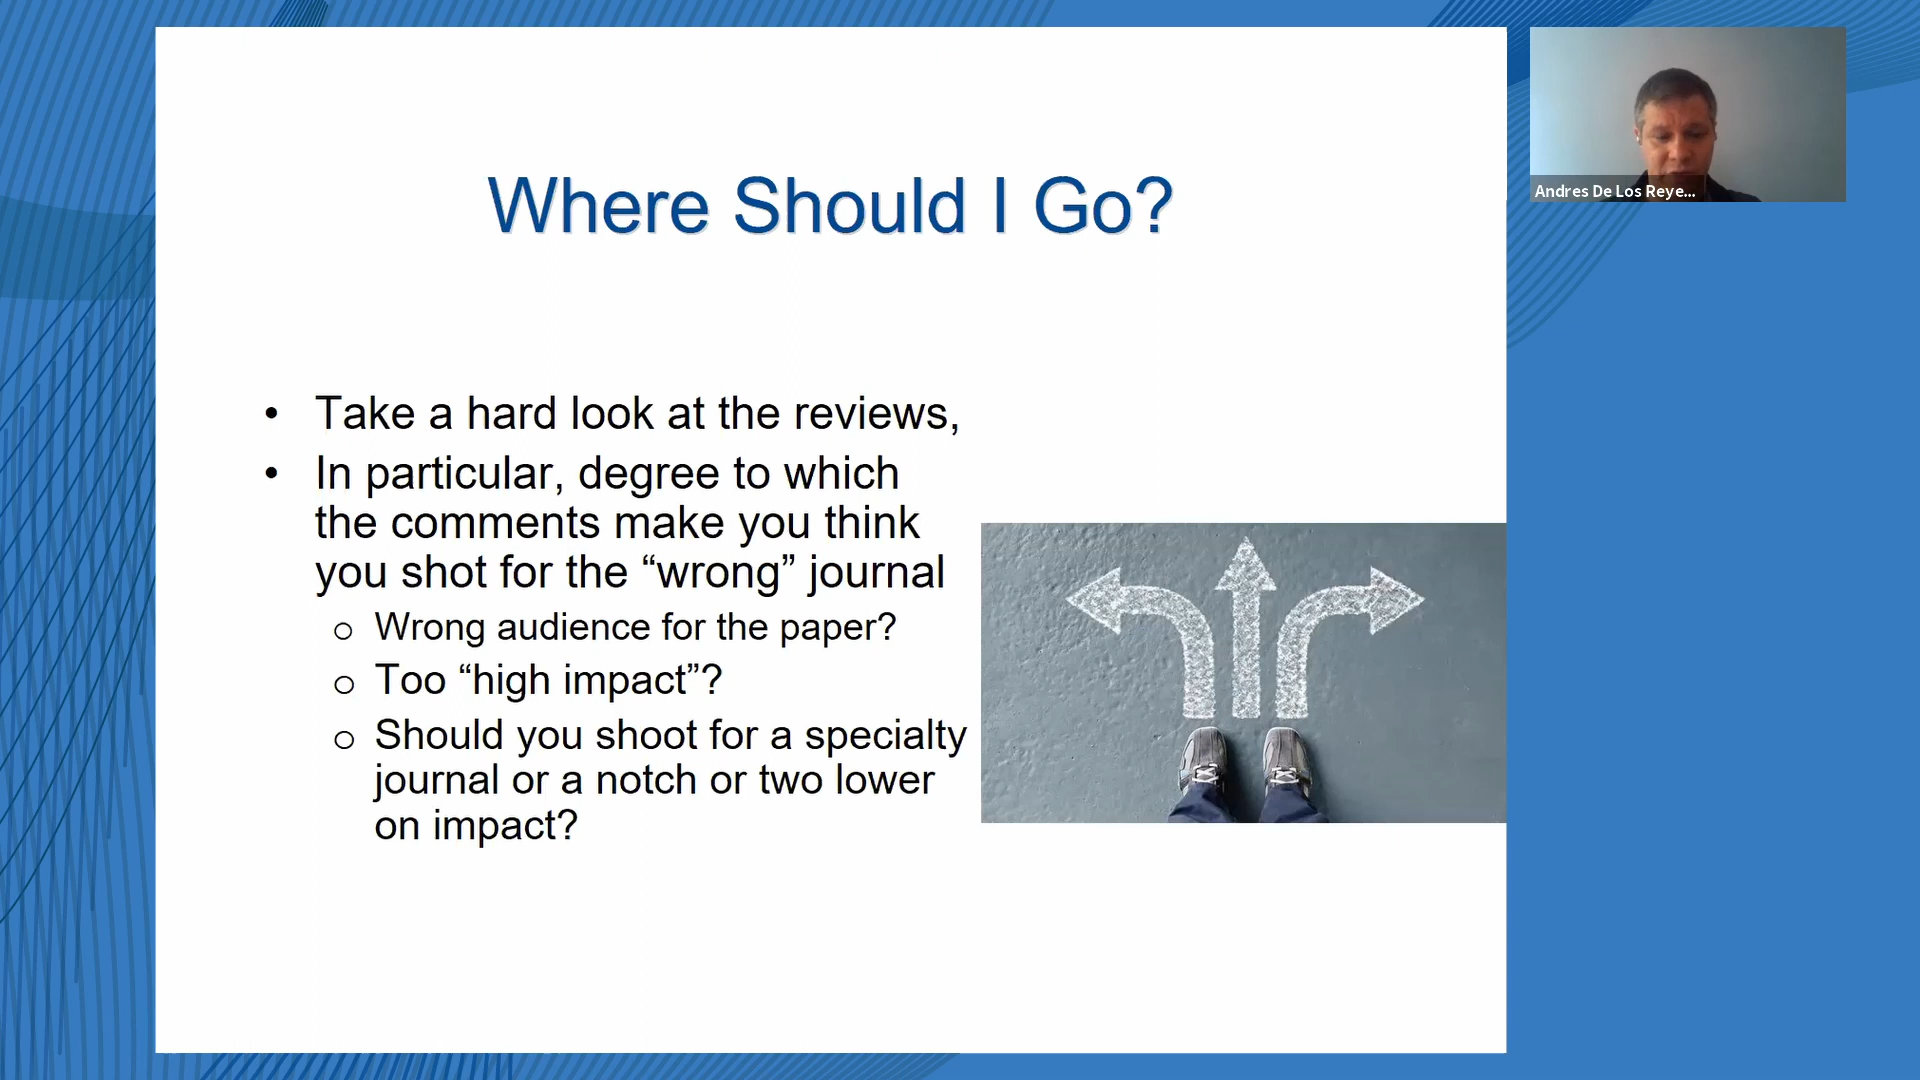 Where Should I Go?
• Take a hard look at the reviews,
• In particular, degree to which
the comments make you think
you shot for the “wrong” journal
o Wrong audience for the paper?
o Too “high impact”?
o Should you shoot for a specialty
journal or a notch or two lower
on impact?
Andres De Los Reye...